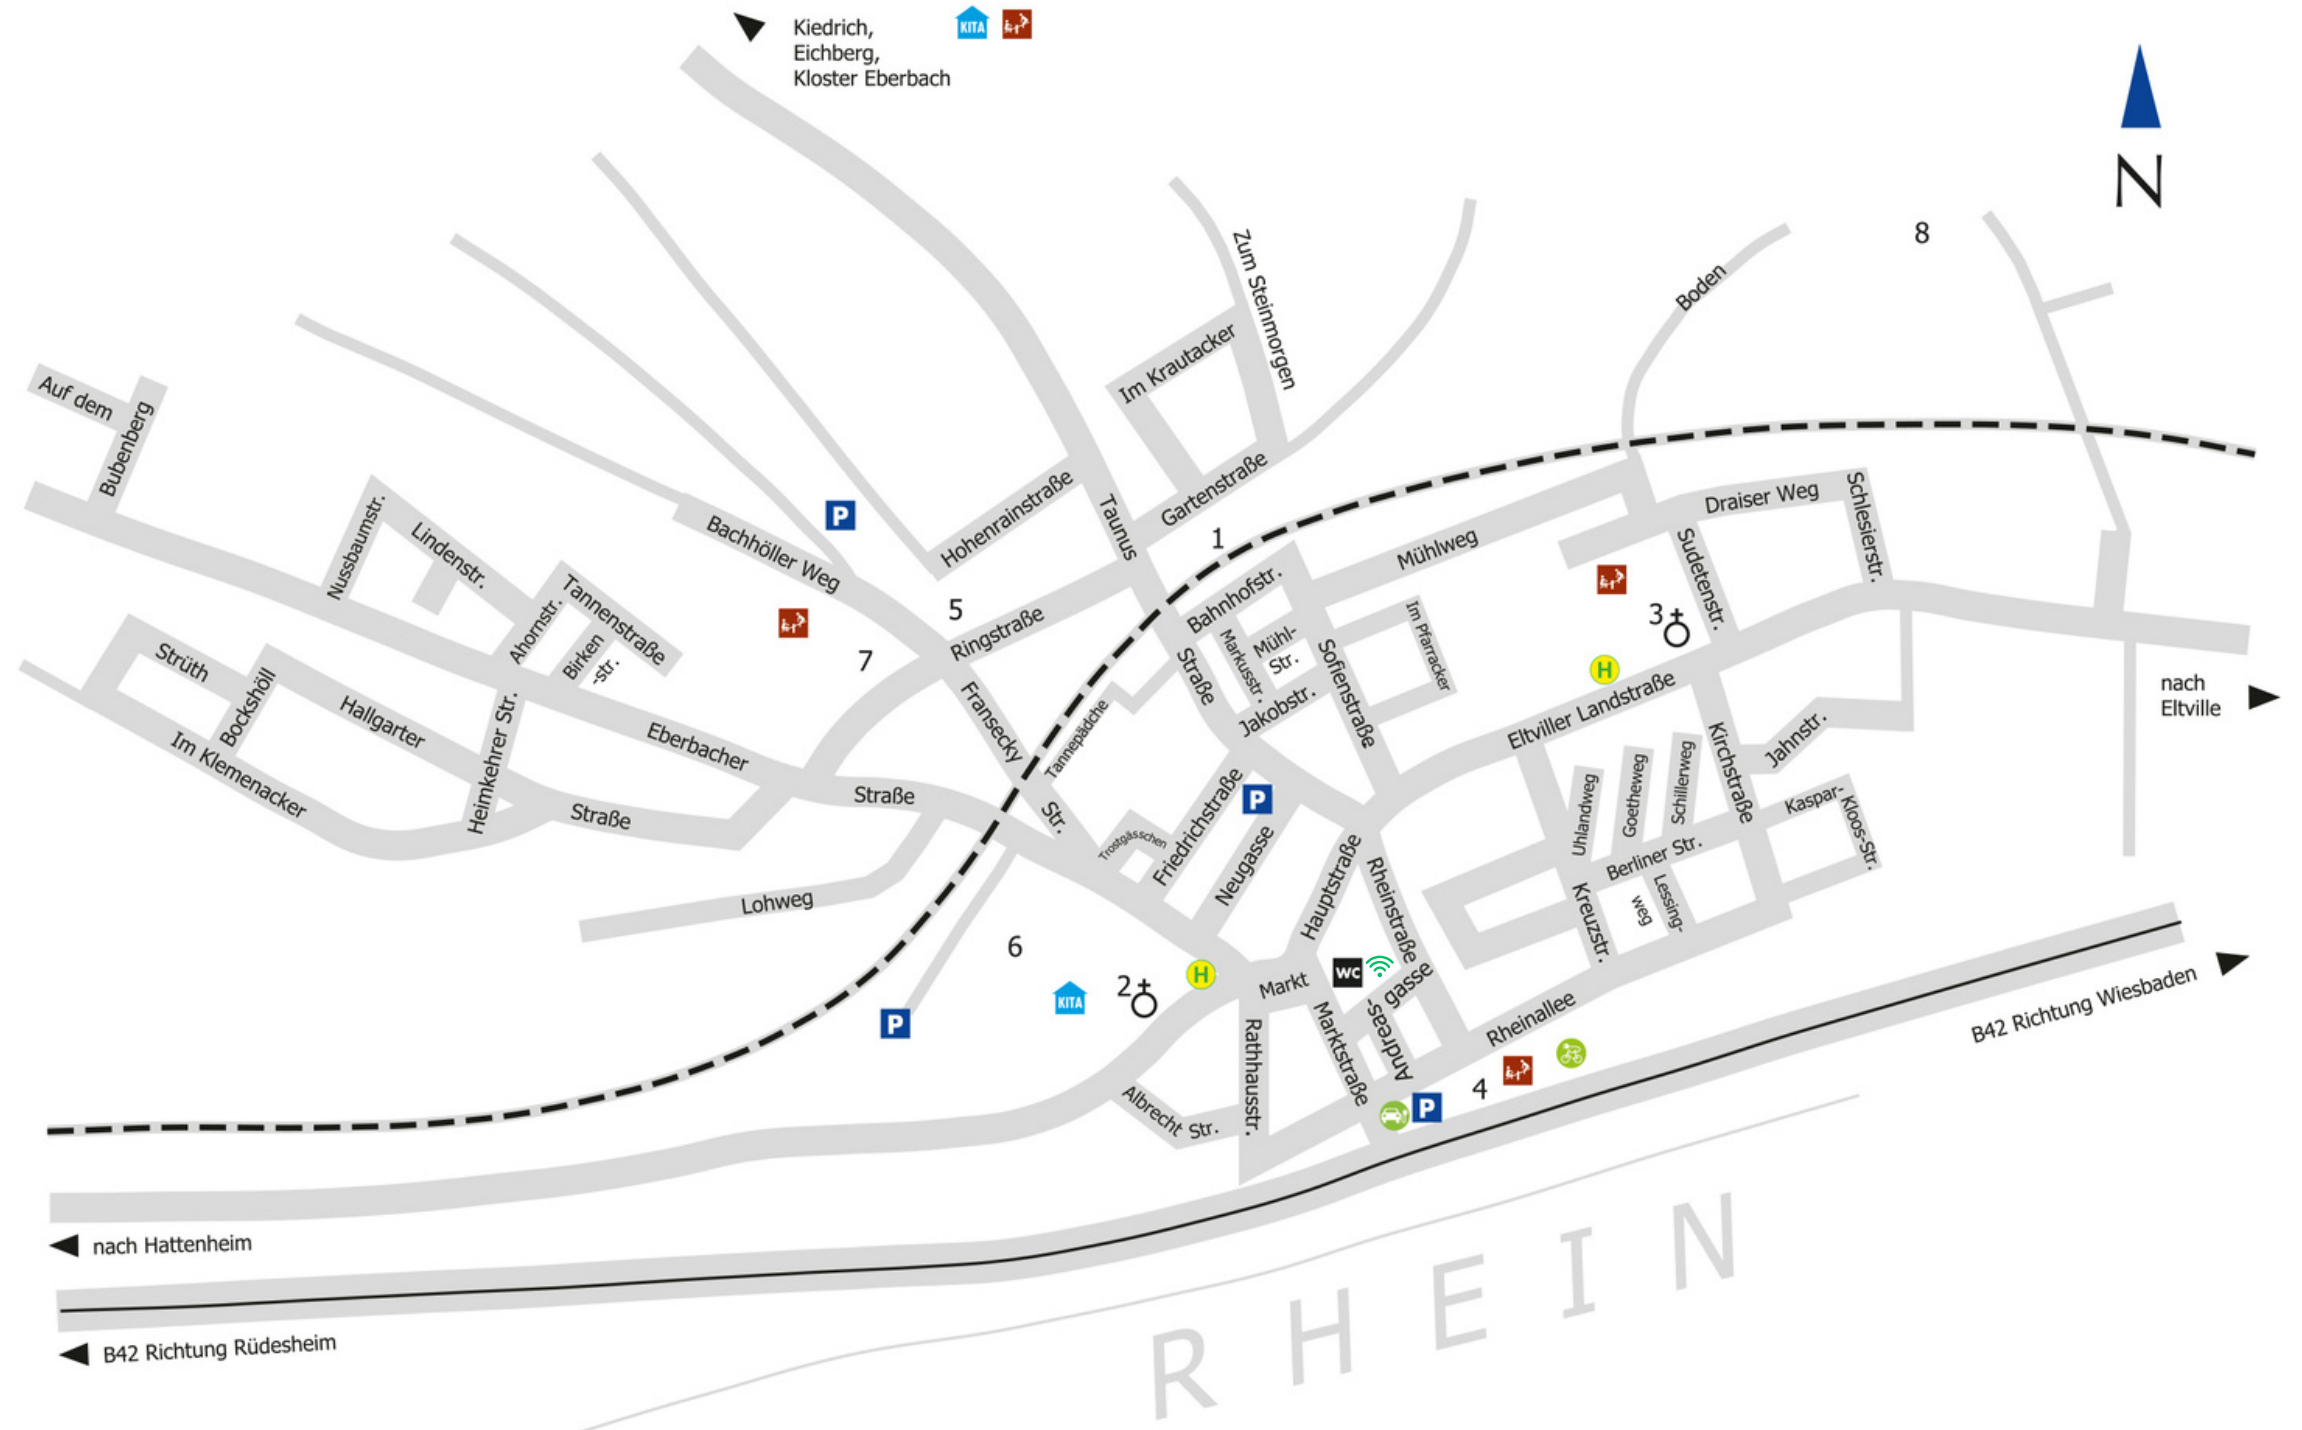 Kiedrich,
Eichberg,
Kloster Eberbach
KITA
N
8
Zum Steinmorgen
Boden
Im Krautacker
Auf dem
Bubenberg
Gartenstraße
Hohenrainstraße
Taunus
Straße
1
P
Bachhöller Weg
Nussbaumstr.
Lindenstr.
Tannenstraße
Ahornstr.
Birken
-str.
5
Ringstraße
7
Bahnhofstr.
Mühlweg
Draiser Weg
Schlesierstr.
Sudetenstr.
3
H
Mühl-
Str.
Markusstr.
Im Pfarracker
Sofienstraße
Jakobstr.
Strüth
Bockshöll
Hallgarter
Straße
Im Klemenacker
Heimkehrer Str.
Eberbacher
Straße
Fransecky
Str.
Tannepädche
Eltviller Landstraße
nach
Eltville
Jahnstr.
Kirchstraße
Uhlandweg
Goetheweg
Schillerweg
Kaspar-
Kloos-Str.
Berliner Str.
Lessing-
weg
Kreuzstr.
Trostgässchen
Friedrichstraße
P
Neugasse
Hauptstraße
Rheinstraße
Lohweg
6
KITA
2
H
P
Markt
WC
Andreas-
gasse
Marktstraße
Rathhausstr.
Albrecht Str.
Rheinallee
4
P
B42 Richtung Wiesbaden
nach Hattenheim
B42 Richtung Rüdesheim
RHEIN